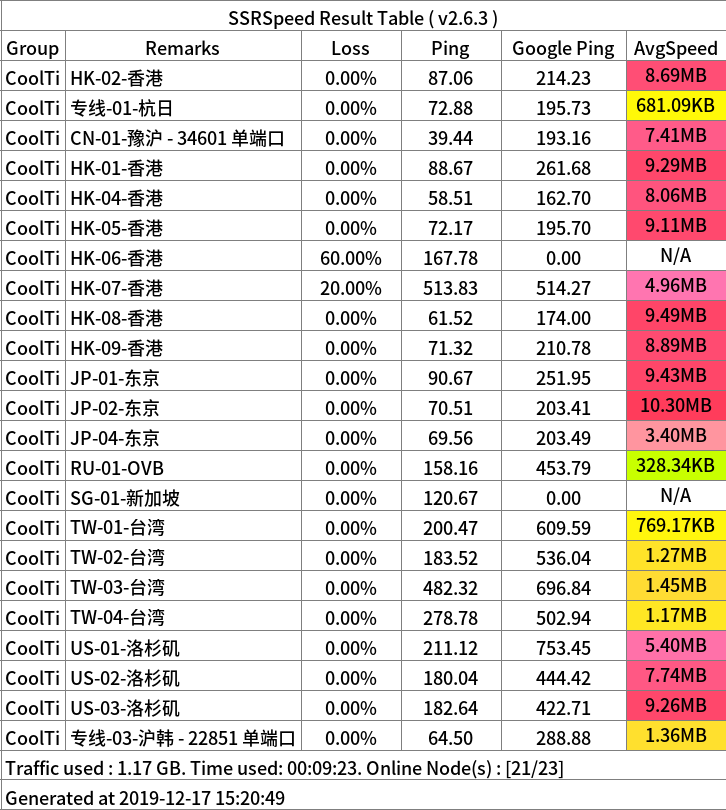 SSRSpeed Result Table ( v2.6.3 )
Group Remarks Loss Ping Google Ping AvgSpeed
CoolTi HK-02-香港 0.00% 87.06 214.23 8.69MB
CoolTi 专线-01-杭日 0.00% 72.88 195.73 681.09KB
CoolTi CN-01-豫沪 - 34601 单端口 0.00% 39.44 193.16 7.41MB
CoolTi HK-01-香港 0.00% 88.67 261.68 9.29MB
CoolTi HK-04-香港 0.00% 58.51 162.70 8.06MB
CoolTi HK-05-香港 0.00% 72.17 195.70 9.11MB
CoolTi HK-06-香港 60.00% 167.78 0.00 N/A
CoolTi HK-07-香港 20.00% 513.83 514.27 4.96MB
CoolTi HK-08-香港 0.00% 61.52 174.00 9.49MB
CoolTi HK-09-香港 0.00% 71.32 210.78 8.89MB
CoolTi JP-01-东京 0.00% 90.67 251.95 9.43MB
CoolTi JP-02-东京 0.00% 70.51 203.41 10.30MB
CoolTi JP-04-东京 0.00% 69.56 203.49 3.40MB
CoolTi RU-01-OVB 0.00% 158.16 453.79 328.34KB
CoolTi SG-01-新加坡 0.00% 120.67 0.00 N/A
CoolTi TW-01-台湾 0.00% 200.47 609.59 769.17KB
CoolTi TW-02-台湾 0.00% 183.52 536.04 1.27MB
CoolTi TW-03-台湾 0.00% 482.32 696.84 1.45MB
CoolTi TW-04-台湾 0.00% 278.78 502.94 1.17MB
CoolTi US-01-洛杉矶 0.00% 211.12 753.45 5.40MB
CoolTi US-02-洛杉矶 0.00% 180.04 444.42 7.74MB
CoolTi US-03-洛杉矶 0.00% 182.64 422.71 9.26MB
CoolTi 专线-03-沪韩 - 22851 单端口 0.00% 64.50 288.88 1.36MB
Traffic used : 1.17 GB. Time used: 00:09:23. Online Node(s) : [21/23]
Generated at 2019-12-17 15:20:49